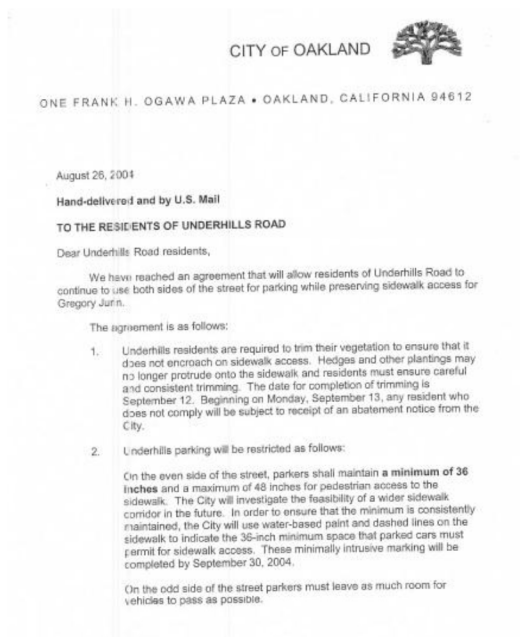 CITY OF OAKLAND
ONE FRANK H. OGAWA PLAZA • OAKLAND, CALIFORNIA 94612
August 26, 2004
Hand-delivered and by U.S. Mail
TO THE RESIDENTS OF UNDERHILLS ROAD
Dear Underhills Road residents,
We have reached an agreement that will allow residents of Underhills Road to
continue to use both sides of the street for parking while preserving sidewalk access for
Gregory Jurin.
The agreement is as follows:
1. Underhills residents are required to trim their vegetation to ensure that it
does not encroach on sidewalk access. Hedges and other plantings may
no longer protrude onto the sidewalk and residents must ensure careful
and consistent trimming. The date for completion of trimming is
September 12. Beginning on Monday, September 13, any resident who
does not comply will be subject to receipt of an abatement notice from the
City.
2. Underhills parking will be restricted as follows:
On the even side of the street, parkers shall maintain a minimum of 36
inches and a maximum of 48 inches for pedestrian access to the
sidewalk. The City will investigate the feasibility of a wider sidewalk
corridor in the future. In order to ensure that the minimum is consistently
maintained, the City will use water-based paint and dashed lines on the
sidewalk to indicate the 36-inch minimum space that parked cars must
permit for sidewalk access. These minimally intrusive marking will be
completed by September 30, 2004.
On the odd side of the street parkers must leave as much room for
vehicles to pass as possible.